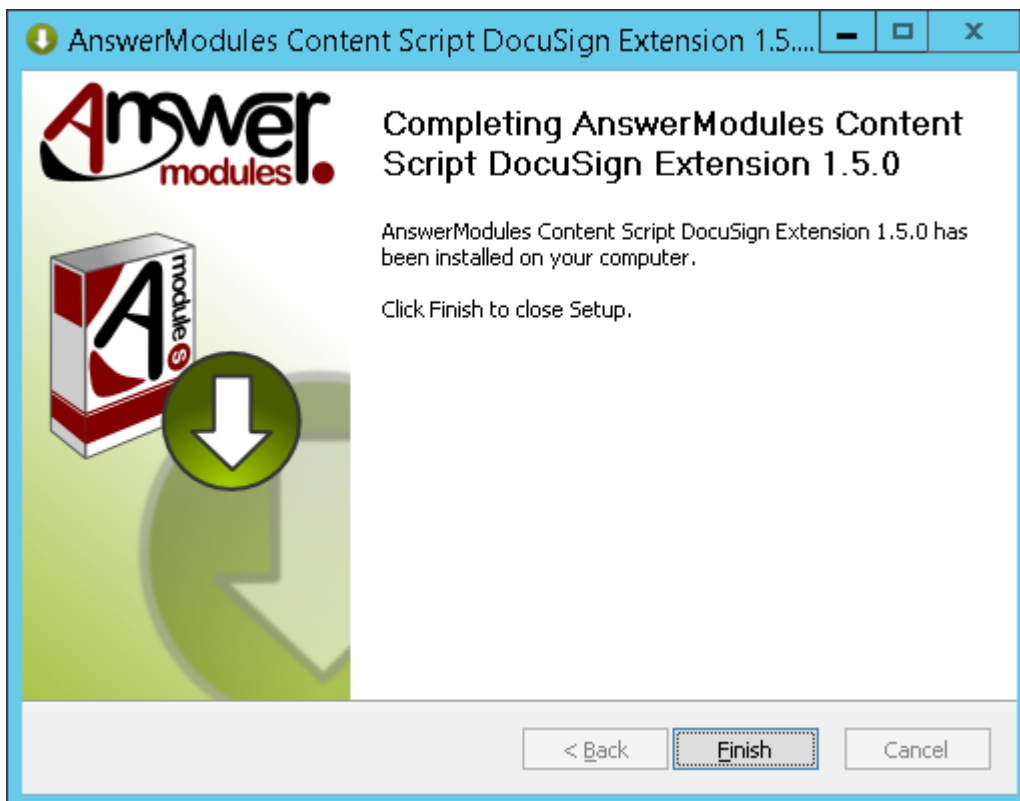 AnswerModules Content Script DocuSign Extension 1.5....
Answer
modules
Completing AnswerModules Content
Script DocuSign Extension 1.5.0
AnswerModules Content Script DocuSign Extension 1.5.0 has
been installed on your computer.
Click Finish to close Setup.
A
modules
< Back
Finish
Cancel